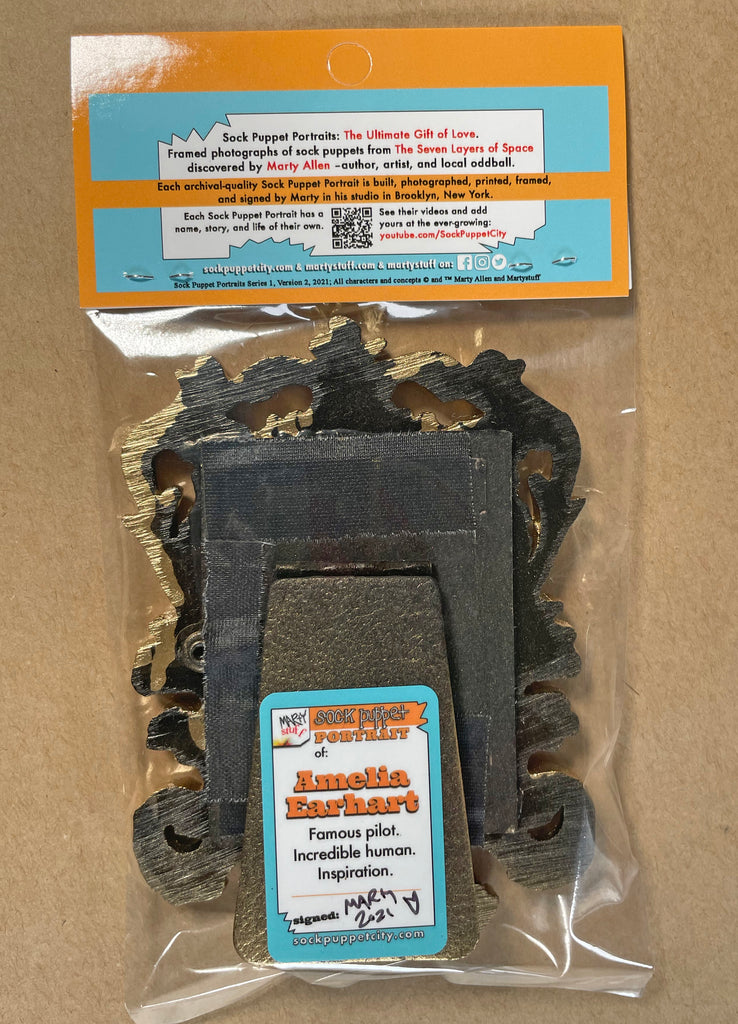 Sock Puppet Portraits: The Ultimate Gift of Love.
Framed photographs of sock puppets from The Seven Layers of Space
discovered by Marty Allen –author, artist, and local oddball.
Each archival-quality Sock Puppet Portrait is built, photographed, printed, framed,
and signed by Marty in his studio in Brooklyn, New York.
Each Sock Puppet Portrait has a
name, story, and life of their own.
See their videos and add
yours at the ever-growing:
youtube.com/SockPuppetCity
sockpuppetcity.com & martystuff.com & martystuff on:
Sock Puppet Portraits Series 1, Version 2, 2021; All characters and concepts © and ™ Marty Allen and Martystuff
MARTY
stuff
sock puppet
PORTRAIT
of:
Amelia
Earhart
Famous pilot.
Incredible human.
Inspiration.
signed: MARTY
2021
sockpuppetcity.com